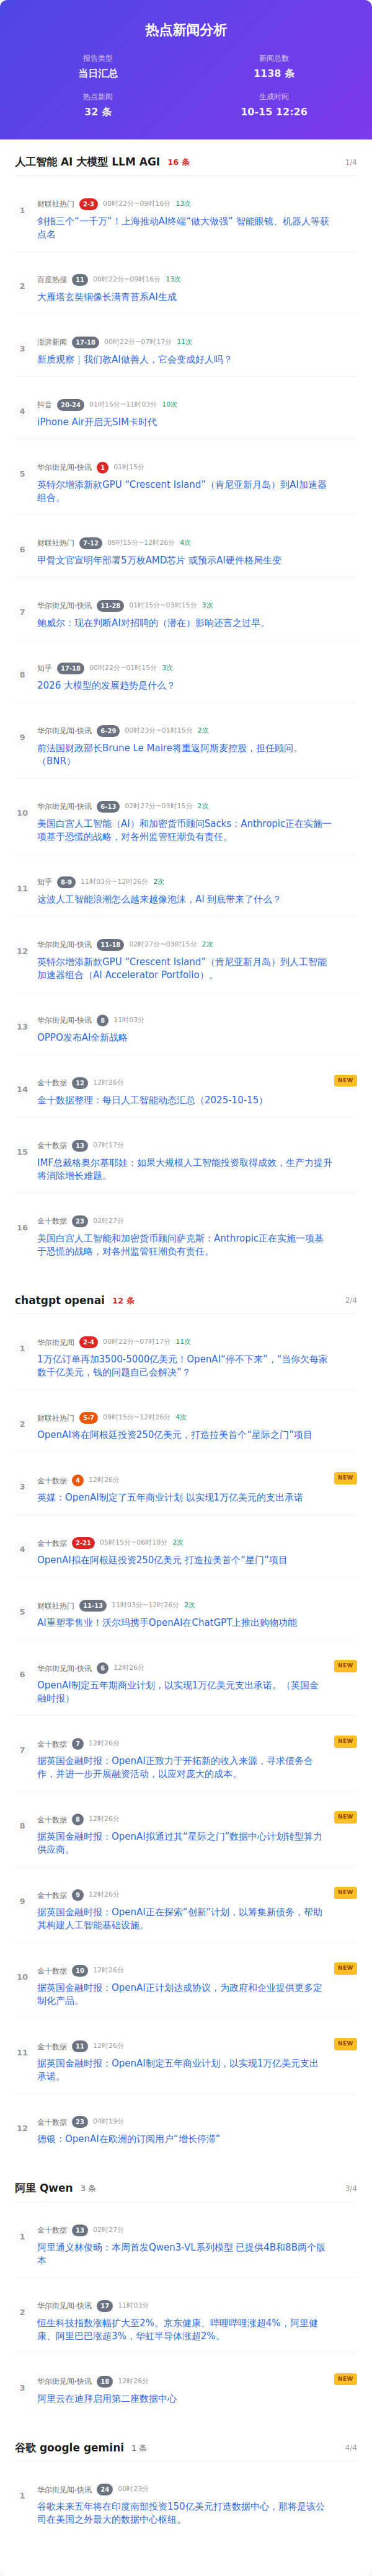 热点新闻分析
报告类型
当日汇总
新闻总数
1138 条
热点新闻
32 条
生成时间
10-15 12:26
人工智能 AI 大模型 LLM AGI 16 条 1/4
1
财联社热门 2-3 00时22分~09时16分 13次
剑指三个“一千万”！上海推动AI终端“做大做强” 智能眼镜、机器人等获
点名
2
百度热搜 11 00时22分~09时16分 13次
大雁塔玄奘铜像长满青苔系AI生成
3
澎湃新闻 17-18 00时22分~07时17分 11次
新质观察｜我们教AI做善人，它会变成好人吗？
4
抖音 20-24 01时15分~11时03分 10次
iPhone Air开启无SIM卡时代
5
华尔街见闻-快讯 1 01时15分
英特尔增添新款GPU “Crescent Island”（肯尼亚新月岛）到AI加速器
组合。
6
财联社热门 7-12 09时15分~12时26分 4次
甲骨文官宣明年部署5万枚AMD芯片 或预示AI硬件格局生变
7
华尔街见闻-快讯 11-28 01时15分~03时15分 3次
鲍威尔：现在判断AI对招聘的（潜在）影响还言之过早。
8
知乎 17-18 00时22分~01时15分 3次
2026 大模型的发展趋势是什么？
9
华尔街见闻-快讯 6-29 00时23分~01时15分 2次
前法国财政部长Brune Le Maire将重返阿斯麦控股，担任顾问。
（BNR）
10
华尔街见闻-快讯 6-13 02时27分~03时15分 2次
美国白宫人工智能（AI）和加密货币顾问Sacks：Anthropic正在实施一
项基于恐慌的战略，对各州监管狂潮负有责任。
11
知乎 8-9 11时03分~12时26分 2次
这波人工智能浪潮怎么越来越像泡沫，AI 到底带来了什么？
12
华尔街见闻-快讯 11-18 02时27分~03时15分 2次
英特尔增添新款GPU “Crescent Island”（肯尼亚新月岛）到人工智能
加速器组合（AI Accelerator Portfolio）。
13
华尔街见闻-快讯 8 11时03分
OPPO发布AI全新战略
14
金十数据 12 12时26分 NEW
金十数据整理：每日人工智能动态汇总（2025-10-15）
15
金十数据 13 07时17分
IMF总裁格奥尔基耶娃：如果大规模人工智能投资取得成效，生产力提升
将消除增长难题。
16
金十数据 23 02时27分
美国白宫人工智能和加密货币顾问萨克斯：Anthropic正在实施一项基
于恐慌的战略，对各州监管狂潮负有责任。
chatgpt openai 12 条 2/4
1
华尔街见闻 2-4 00时22分~07时17分 11次
1万亿订单再加3500-5000亿美元！OpenAI“停不下来”，“当你欠每家
数千亿美元，钱的问题自己会解决”？
2
财联社热门 5-7 09时15分~12时26分 4次
OpenAI将在阿根廷投资250亿美元，打造拉美首个“星际之门”项目
3
金十数据 4 12时26分 NEW
英媒：OpenAI制定了五年商业计划 以实现1万亿美元的支出承诺
4
金十数据 2-21 05时15分~06时18分 2次
OpenAI拟在阿根廷投资250亿美元 打造拉美首个“星门”项目
5
财联社热门 11-13 11时03分~12时26分 2次
AI重塑零售业！沃尔玛携手OpenAI在ChatGPT上推出购物功能
6
华尔街见闻-快讯 6 12时26分 NEW
OpenAI制定五年期商业计划，以实现1万亿美元支出承诺。（英国金
融时报）
7
金十数据 7 12时26分 NEW
据英国金融时报：OpenAI正致力于开拓新的收入来源，寻求债务合
作，并进一步开展融资活动，以应对庞大的成本。
8
金十数据 8 12时26分 NEW
据英国金融时报：OpenAI拟通过其“星际之门”数据中心计划转型算力
供应商。
9
金十数据 9 12时26分 NEW
据英国金融时报：OpenAI正在探索“创新”计划，以筹集新债务，帮助
其构建人工智能基础设施。
10
金十数据 10 12时26分 NEW
据英国金融时报：OpenAI正计划达成协议，为政府和企业提供更多定
制化产品。
11
金十数据 11 12时26分 NEW
据英国金融时报：OpenAI制定五年商业计划，以实现1万亿美元支出
承诺。
12
金十数据 23 04时19分
德银：OpenAI在欧洲的订阅用户“增长停滞”
阿里 Qwen 3 条 3/4
1
金十数据 13 02时27分
阿里通义林俊旸：本周首发Qwen3-VL系列模型 已提供4B和8B两个版
本
2
华尔街见闻-快讯 17 11时03分
恒生科技指数涨幅扩大至2%。京东健康、哔哩哔哩涨超4%，阿里健
康、阿里巴巴涨超3%，华虹半导体涨超2%。
3
华尔街见闻-快讯 18 12时26分 NEW
阿里云在迪拜启用第二座数据中心
谷歌 google gemini 1 条 4/4
1
华尔街见闻-快讯 24 00时23分
谷歌未来五年将在印度南部投资150亿美元打造数据中心，那将是该公
司在美国之外最大的数据中心枢纽。